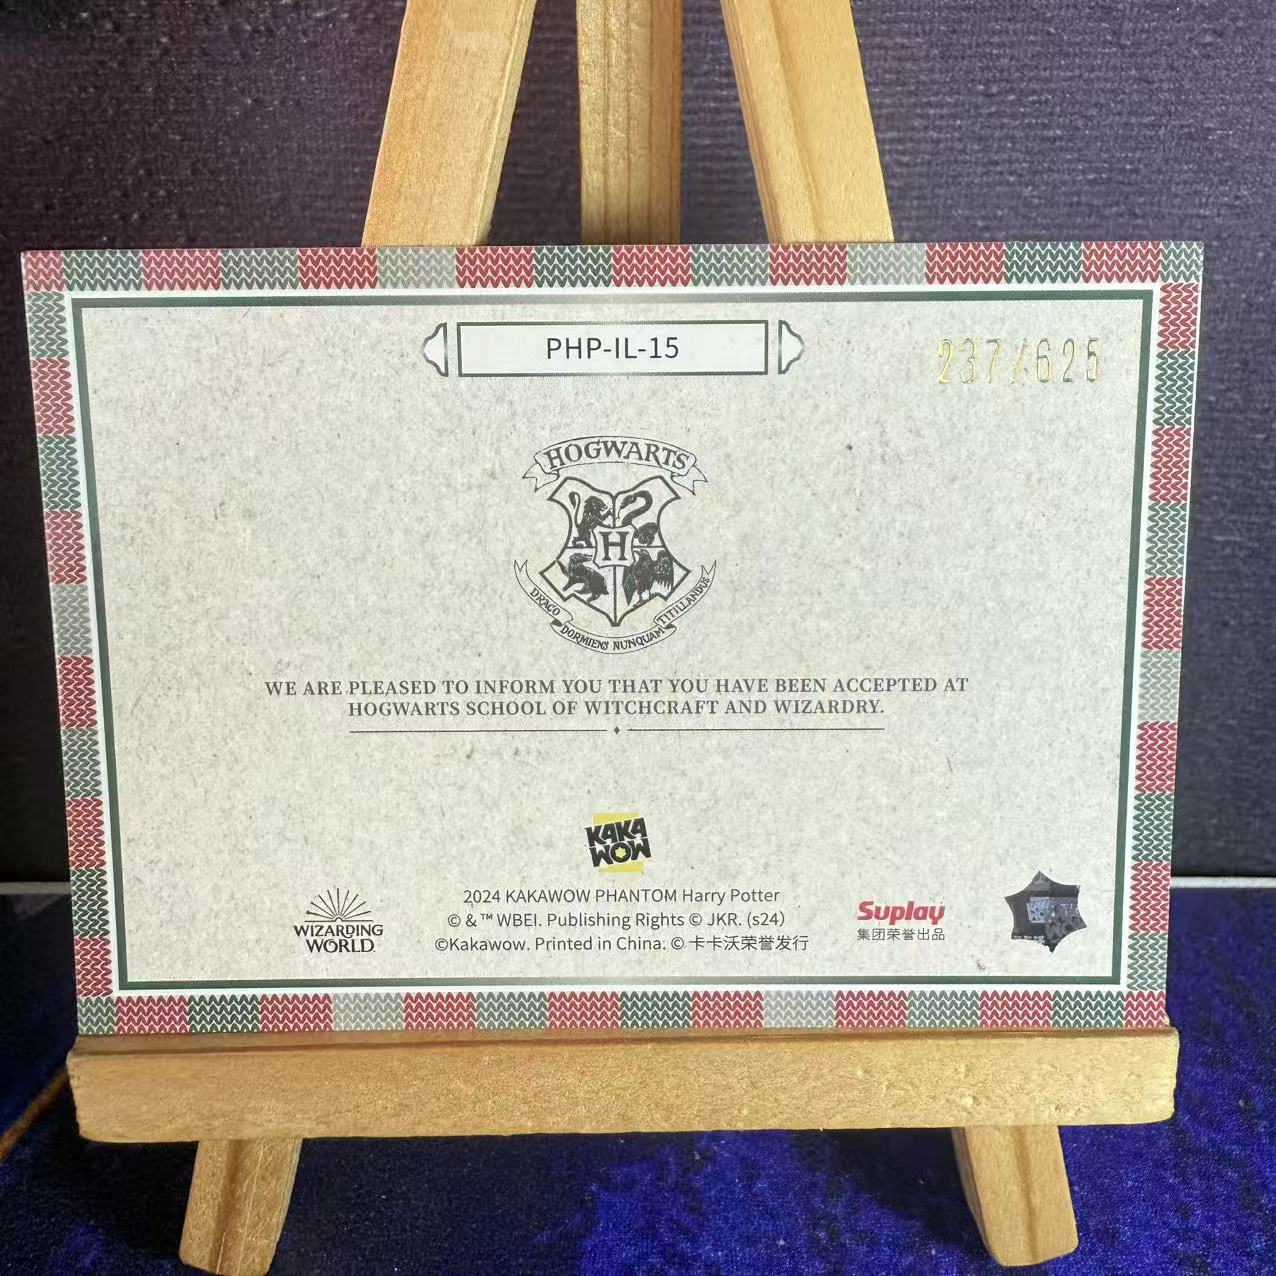 PHP-IL-15
237/625
HOGWARTS
H
DRACO DORMIENS NUNQUAM TITILLANDUS
WE ARE PLEASED TO INFORM YOU THAT YOU HAVE BEEN ACCEPTED AT
HOGWARTS SCHOOL OF WITCHCRAFT AND WIZARDRY.
KAKA
WOW
2024 KAKAWOW PHANTOM Harry Potter
© & ™ WBEI. Publishing Rights © JKR. (s24)
©Kakawow. Printed in China. © 卡卡沃荣誉发行
WIZARDING
WORLD
Suplay
集团荣誉出品